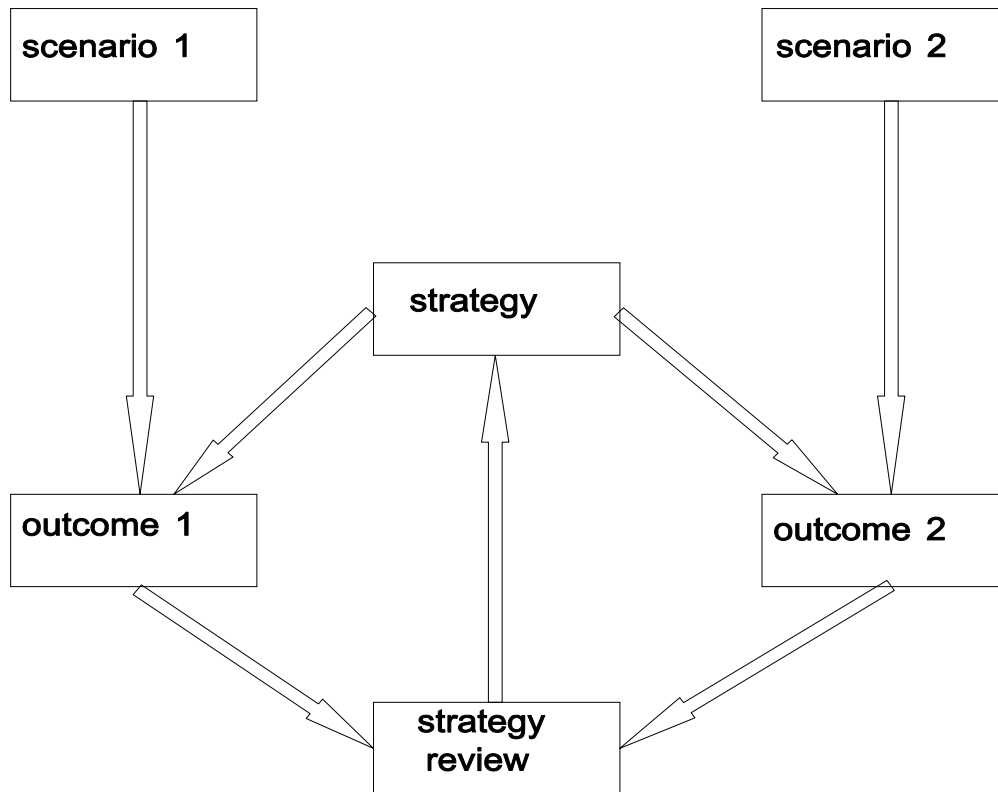 scenario 1
scenario 2
strategy
outcome 1
outcome 2
strategy
review